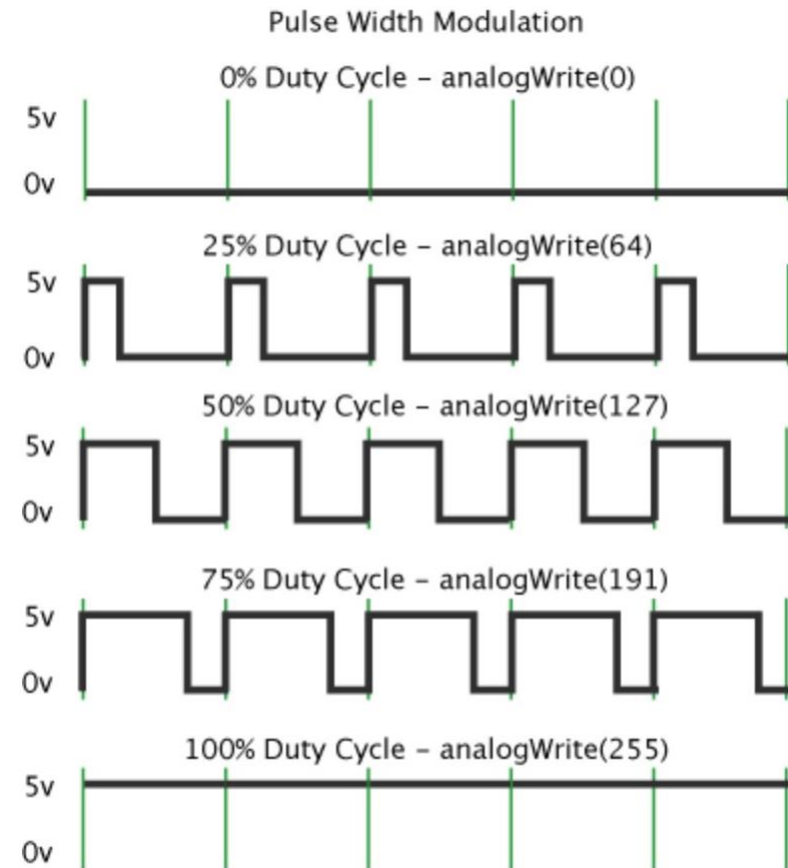 Pulse Width Modulation
0% Duty Cycle – analogWrite(0)
5v
0v
25% Duty Cycle – analogWrite(64)
5v
0v
50% Duty Cycle – analogWrite(127)
5v
0v
75% Duty Cycle – analogWrite(191)
5v
0v
100% Duty Cycle – analogWrite(255)
5v
0v